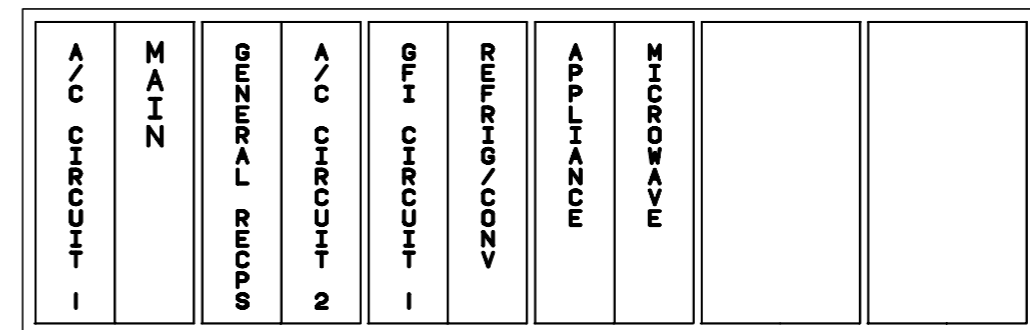 A/C CIRCUIT 1
MAIN
GENERAL RECPS
A/C CIRCUIT 2
GFI CIRCUIT 1
REFRIG/CONV
APPLIANCE
MICROWAVE